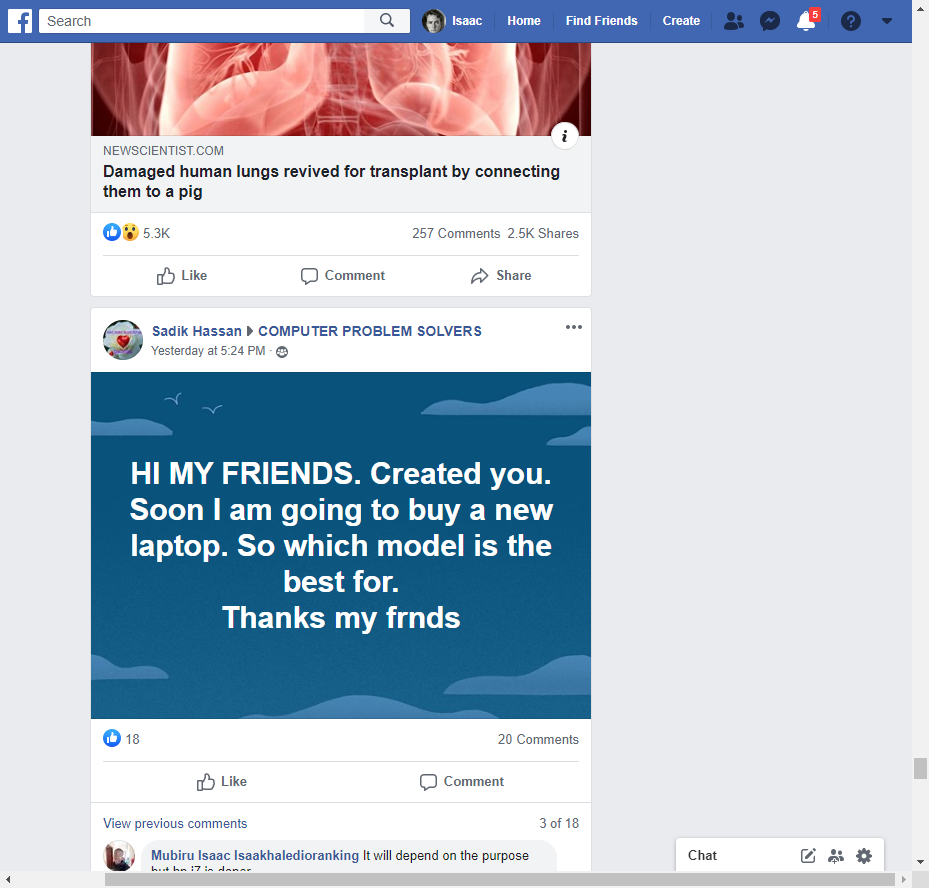 Search
Isaac
Home
Find Friends
Create
5
NEWSCIENTIST.COM
Damaged human lungs revived for transplant by connecting
them to a pig
5.3K
257 Comments 2.5K Shares
Like
Comment
Share
Sadik Hassan COMPUTER PROBLEM SOLVERS
Yesterday at 5:24 PM ·
HI MY FRIENDS. Created you.
Soon I am going to buy a new
laptop. So which model is the
best for.
Thanks my frnds
18
20 Comments
Like
Comment
View previous comments
3 of 18
Mubiru Isaac Isaakhaledioranking It will depend on the purpose
but hp i7 is
Chat